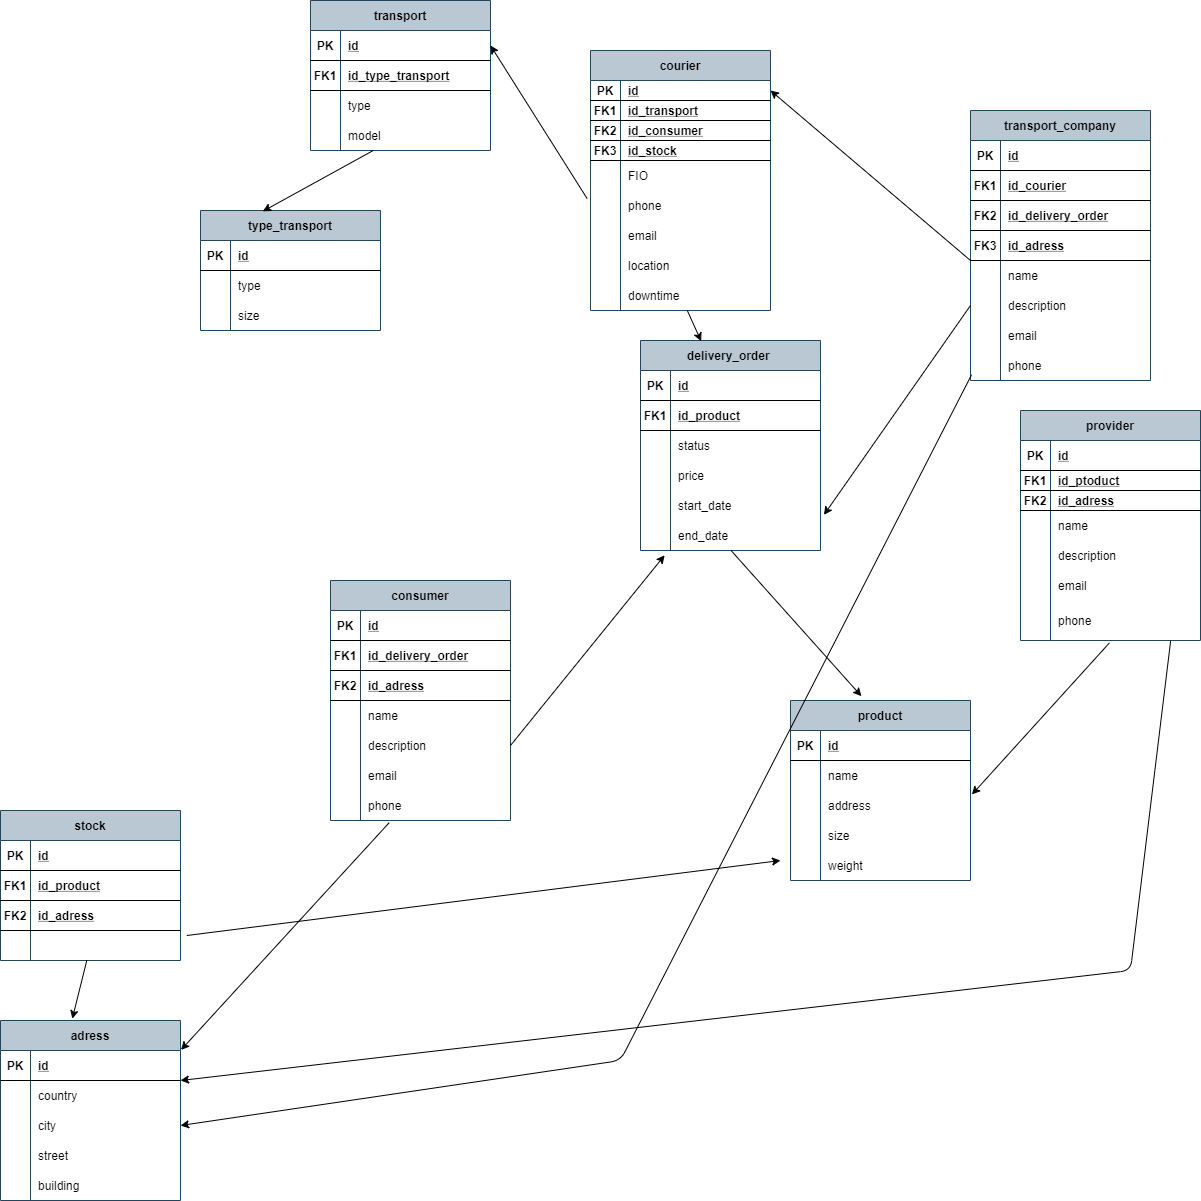 transport
PK id
FK1 id_type_transport
type
model
type_transport
PK id
type
size
courier
PK id
FK1 id_transport
FK2 id_consumer
FK3 id_stock
FIO
phone
email
location
downtime
transport_company
PK id
FK1 id_courier
FK2 id_delivery_order
FK3 id_adress
name
description
email
phone
delivery_order
PK id
FK1 id_product
status
price
start_date
end_date
provider
PK id
FK1 id_ptoduct
FK2 id_adress
name
description
email
phone
consumer
PK id
FK1 id_delivery_order
FK2 id_adress
name
description
email
phone
product
PK id
name
address
size
weight
stock
PK id
FK1 id_product
FK2 id_adress
adress
PK id
country
city
street
building